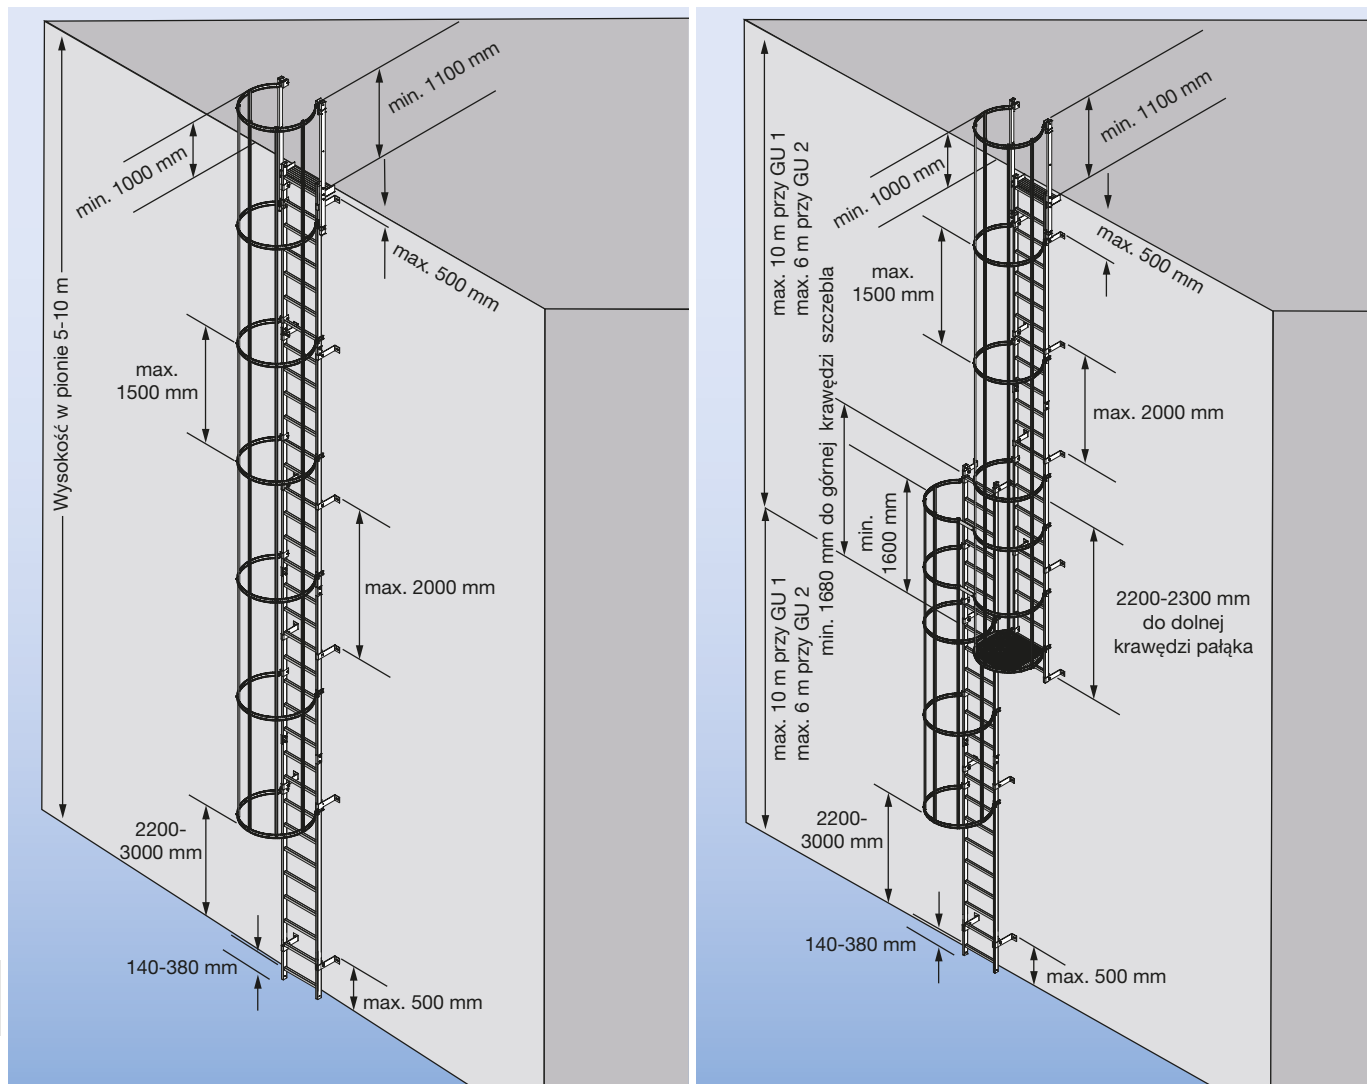 min. 1100 mm
min. 1000 mm
max. 500 mm
Wysokość w pionie 5-10 m
max.
1500 mm
max. 2000 mm
2200-
3000 mm
140-380 mm
max. 500 mm
min. 1100 mm
min. 1000 mm
max. 10 m przy GU 1
max. 6 m przy GU 2
max. 500 mm
max.
1500 mm
max. 2000 mm
min. 1680 mm do górnej krawędzi szczebla
min.
1600 mm
2200-2300 mm
do dolnej
krawędzi pałąka
max. 10 m przy GU 1
max. 6 m przy GU 2
2200-
3000 mm
140-380 mm
max. 500 mm